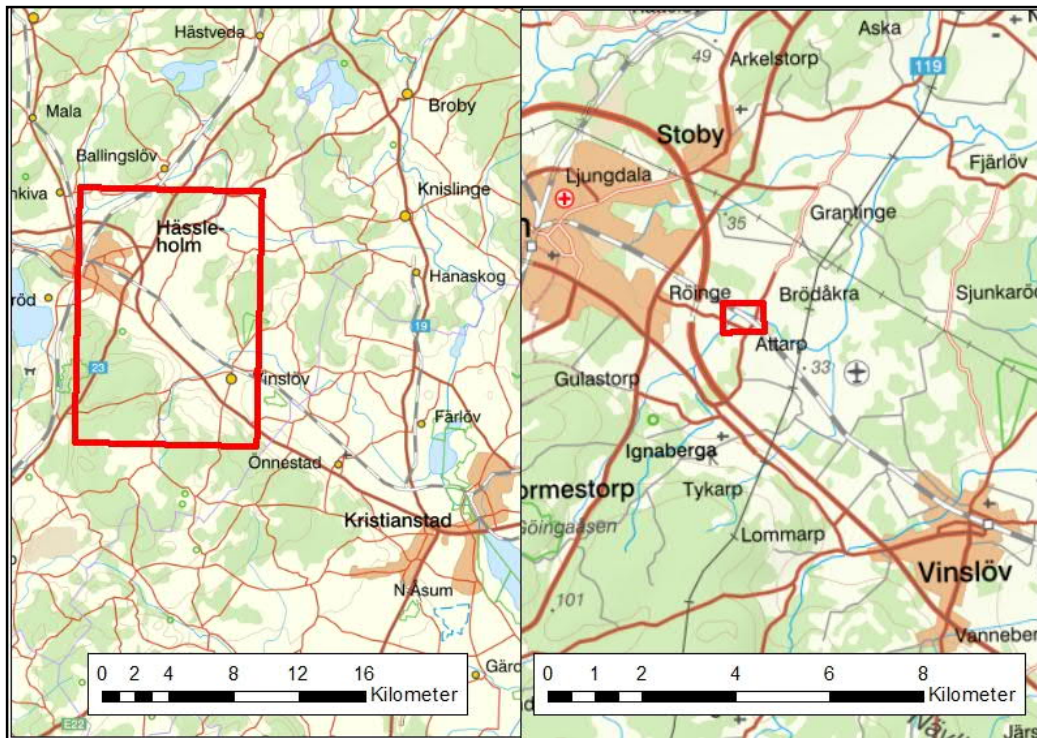 Hästveda
Mala
Broby
Ballingslöv
nkiva
Knislinge
Hässle-
holm
Hanaskog
röd
19
23
Vinslöv
Färlöv
Önnestad
Kristianstad
N Åsum
Gärd
E22
0 2 4 8 12 16
Kilometer
Aska
49
Arkelstorp
119
Stoby
Fjärlöv
Ljungdala
Grantinge
35
m
Röinge
Brödåkra
Sjunkaröd
Attarp
33
Gulastorp
Ignaberga
ormestorp
Tykarp
Göingaåsen
Lommarp
Vinslöv
101
Vanneber
0 1 2 4 6 8
Kilometer
Järs